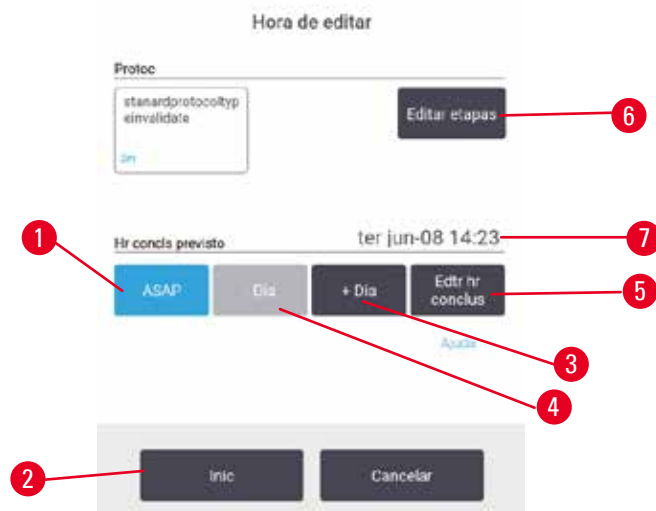 Hora de editar
Protoc
stanardprotocoltyp
einvalidate
Editar etapas
6
1
Hr concls previsto
ter jun-08 14:23
7
ASAP
Dia
+ Dia
Edtr hr
conclus
5
Ajuda
3
4
2
Inic
Cancelar